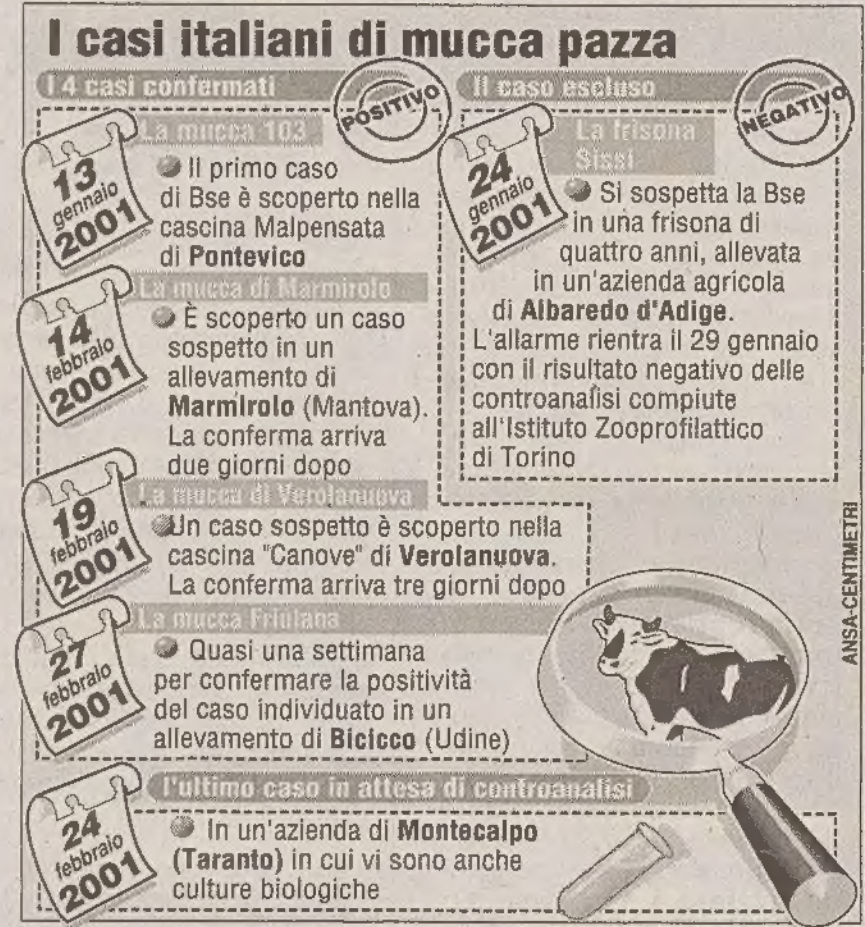 I casi italiani di mucca pazza
I 4 casi confermati
POSITIVO
La mucca 103
13
gennaio
2001
Il primo caso
di Bse è scoperto nella
cascina Malpensata
di Pontevico
La mucca di Marmirolo
14
febbraio
2001
È scoperto un caso
sospetto in un
allevamento di
Marmirolo (Mantova).
La conferma arriva
due giorni dopo
La mucca di Verolanuova
19
febbraio
2001
Un caso sospetto è scoperto nella
cascina "Canove" di Verolanuova.
La conferma arriva tre giorni dopo
La mucca Friulana
27
febbraio
2001
Quasi una settimana
per confermare la positività
del caso individuato in un
allevamento di Bicicco (Udine)
Il caso escluso
NEGATIVO
La frisona
Sissi
24
gennaio
2001
Si sospetta la Bse
in una frisona di
quattro anni, allevata
in un'azienda agricola
di Albaredo d'Adige.
L'allarme rientra il 29 gennaio
con il risultato negativo delle
controanalisi compiute
all'Istituto Zooprofilattico
di Torino
l'ultimo caso in attesa di controanalisi
24
febbraio
2001
In un'azienda di Montecalpo
(Taranto) in cui vi sono anche
culture biologiche
ANSA-CENTIMETRI